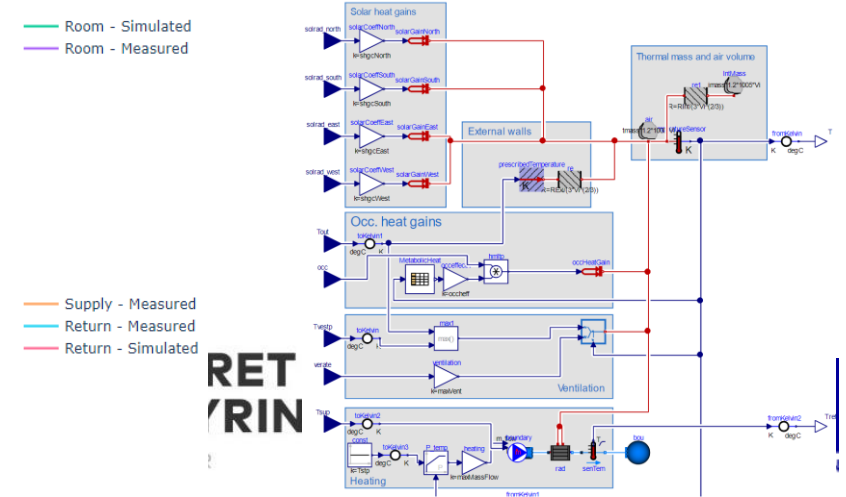 Room - Simulated
Room - Measured
Supply - Measured
Return - Measured
Return - Simulated
RET
YRIN
Solar heat gains
solrad_north
solarCoeffNorth
solarGainNorth
k=shgcNorth
solrad_south
solarCoeffSouth
solarGainSouth
k=shgcSouth
solrad_east
solarCoeffEast
solarGainEast
k=shgcEast
solrad_west
solarCoeffWest
solarGainWest
k=shgcWest
External walls
prescribedTemperature
K
re
Thermal mass and air volume
IntMass
re1
air
K
fromKelvin
K
degC
T
Occ. heat gains
Tout
toKelvin1
degC
K
occ
MetabolicHeat
k=occheff
occHeatGain
Tvestp
toKelvin
degC
max1
max()
verate
ventilation
k=maxVent
Ventilation
Tsup
toKelvin2
degC
K
const
k=Tstp
toKelvin3
degC
K
P_temp
heating
k=maxMassFlow
rad
T
senTem
bou
Heating
fromKelvin2
K
degC
fromKelvin1